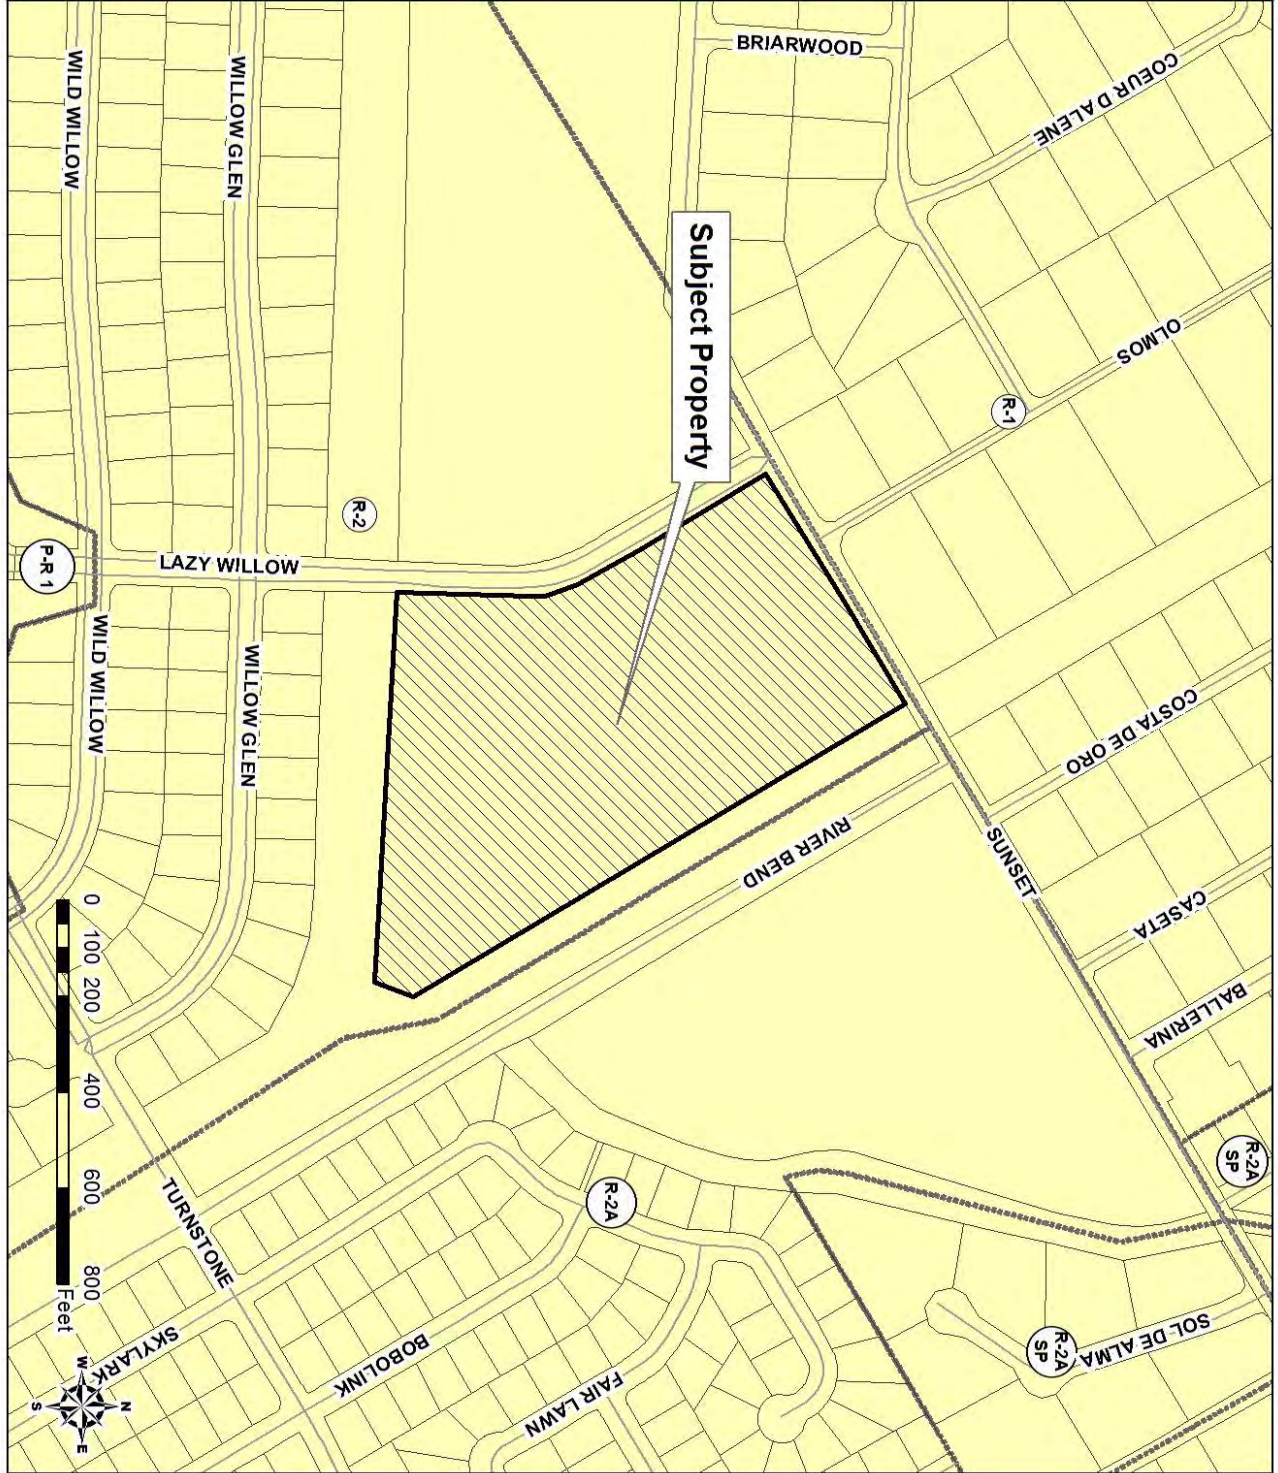 BRIARWOOD
COEUR D ALENE
WILD WILLOW
WILLOW GLEN
Subject Property
OLMOS
R-1
R-2
P-R 1
LAZY WILLOW
WILD WILLOW
WILLOW GLEN
COSTA DE ORO
RIVER BEND
SUNSET
CASETA
BALLERINA
R-2A
SP
R-2A
TURNSTONE
SKYLARK
BOBOLINK
FAIR LAWN
SOL DE ALMA
R-2A
SP
0 100 200 400 600 800
Feet
N
W
E
S